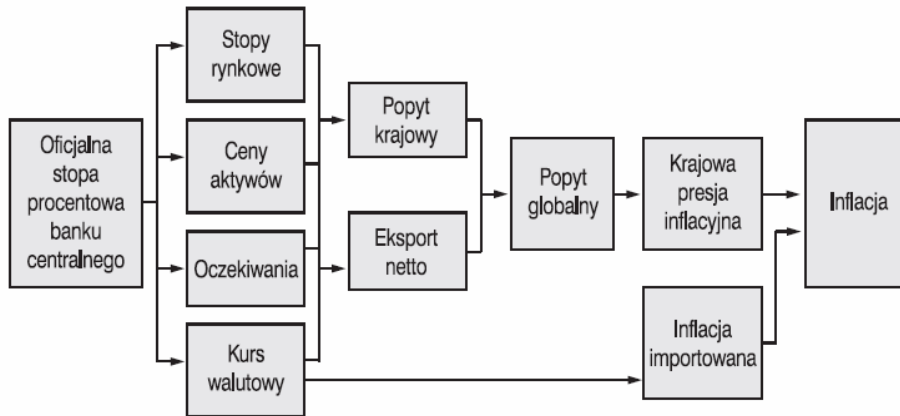 Oficjalna
stopa
procentowa
banku
centralnego
Stopy
rynkowe
Ceny
aktywów
Oczekiwania
Kurs
walutowy
Popyt
krajowy
Eksport
netto
Popyt
globalny
Krajowa
presja
inflacyjna
Inflacja
importowana
Inflacja